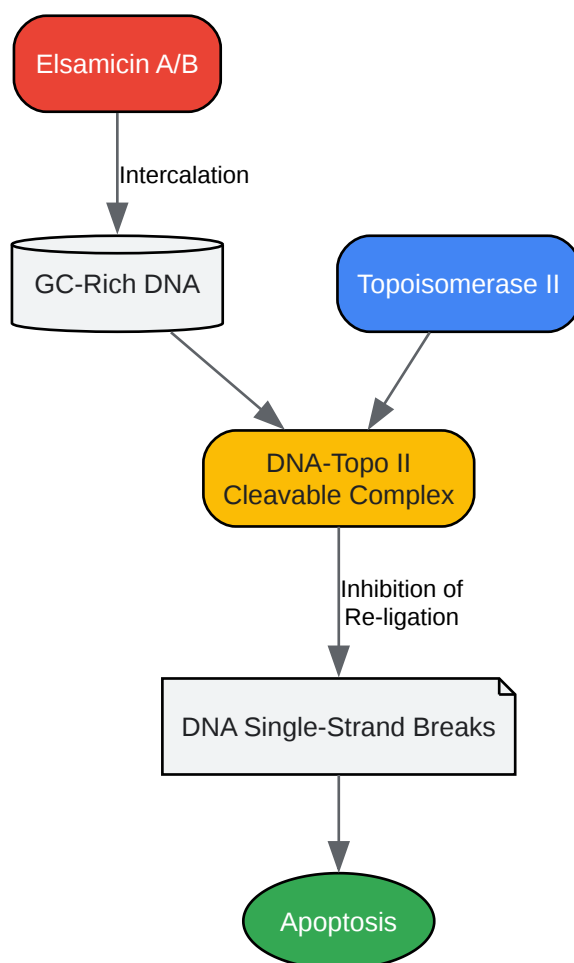 Elsamicin A/B
Intercalation
GC-Rich DNA
Topoisomerase II
DNA-Topo II
Cleavable Complex
Inhibition of
Re-ligation
DNA Single-Strand Breaks
Apoptosis